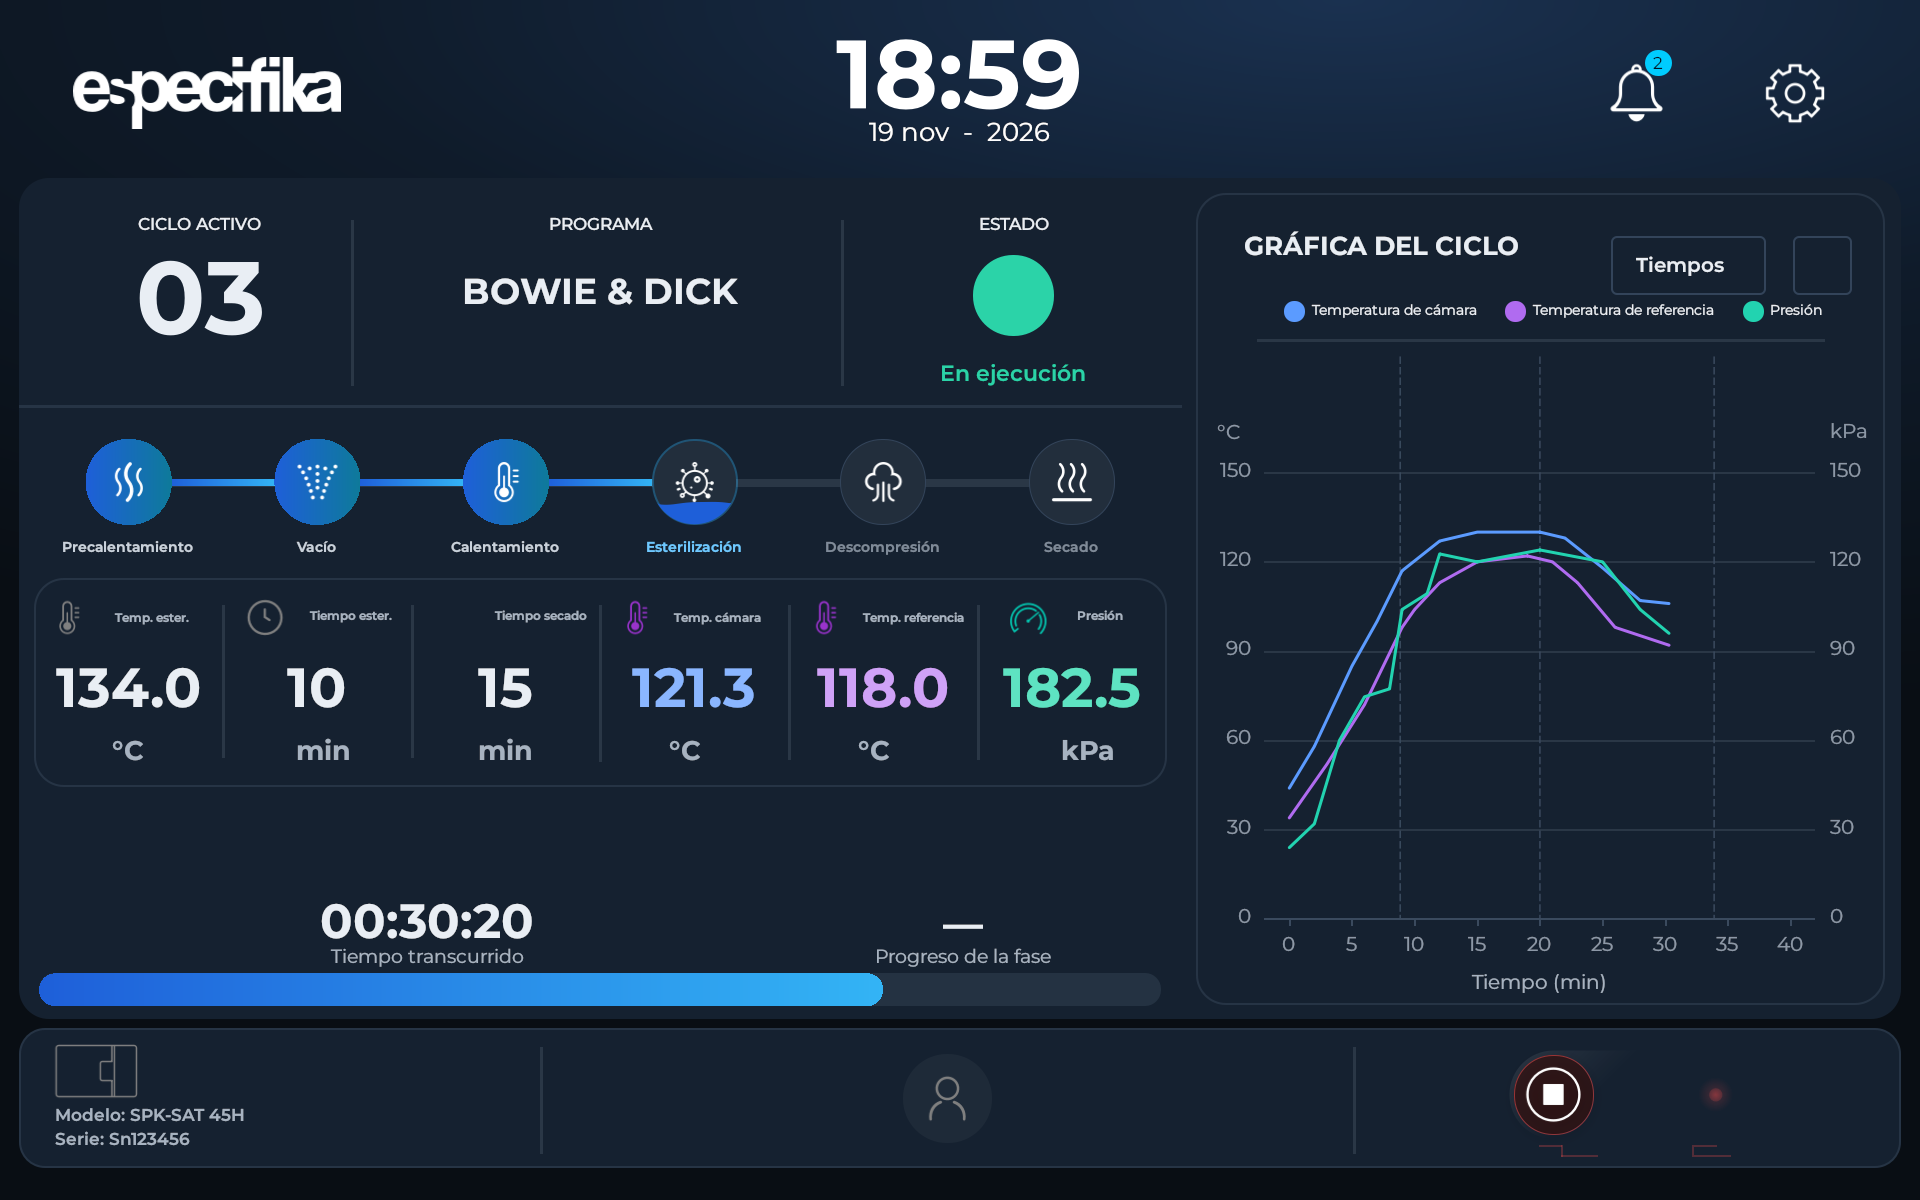 especifika
18:59
19 nov - 2026
2
CICLO ACTIVO
03
PROGRAMA
BOWIE & DICK
ESTADO
En ejecución
Precalentamiento
Vacío
Calentamiento
Esterilización
Descompresión
Secado
Temp. ester.
134.0
°C
Tiempo ester.
10
min
Tiempo secado
15
min
Temp. cámara
121.3
°C
Temp. referencia
118.0
°C
Presión
182.5
kPa
00:30:20
Tiempo transcurrido
—
Progreso de la fase
GRÁFICA DEL CICLO
Tiempos
Temperatura de cámara
Temperatura de referencia
Presión
°C
kPa
150
150
120
120
90
90
60
60
30
30
0
0
0 5 10 15 20 25 30 35 40
Tiempo (min)
Modelo: SPK-SAT 45H
Serie: Sn123456